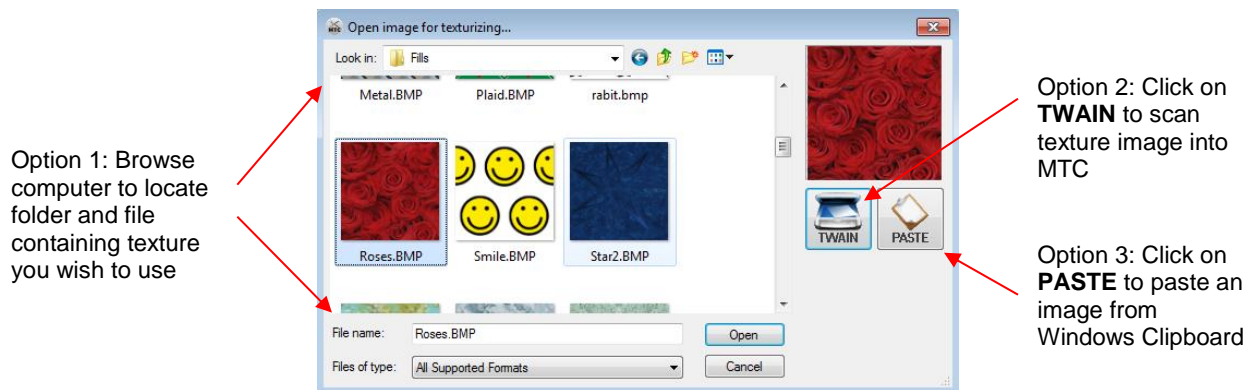 Open image for texturizing...
Look in: Fills
Metal.BMP Plaid.BMP rabit.bmp
Roses.BMP Smile.BMP Star2.BMP
File name: Roses.BMP Open
Files of type: All Supported Formats Cancel
TWAIN PASTE
Option 1: Browse
computer to locate
folder and file
containing texture
you wish to use
Option 2: Click on
TWAIN to scan
texture image into
MTC
Option 3: Click on
PASTE to paste an
image from
Windows Clipboard